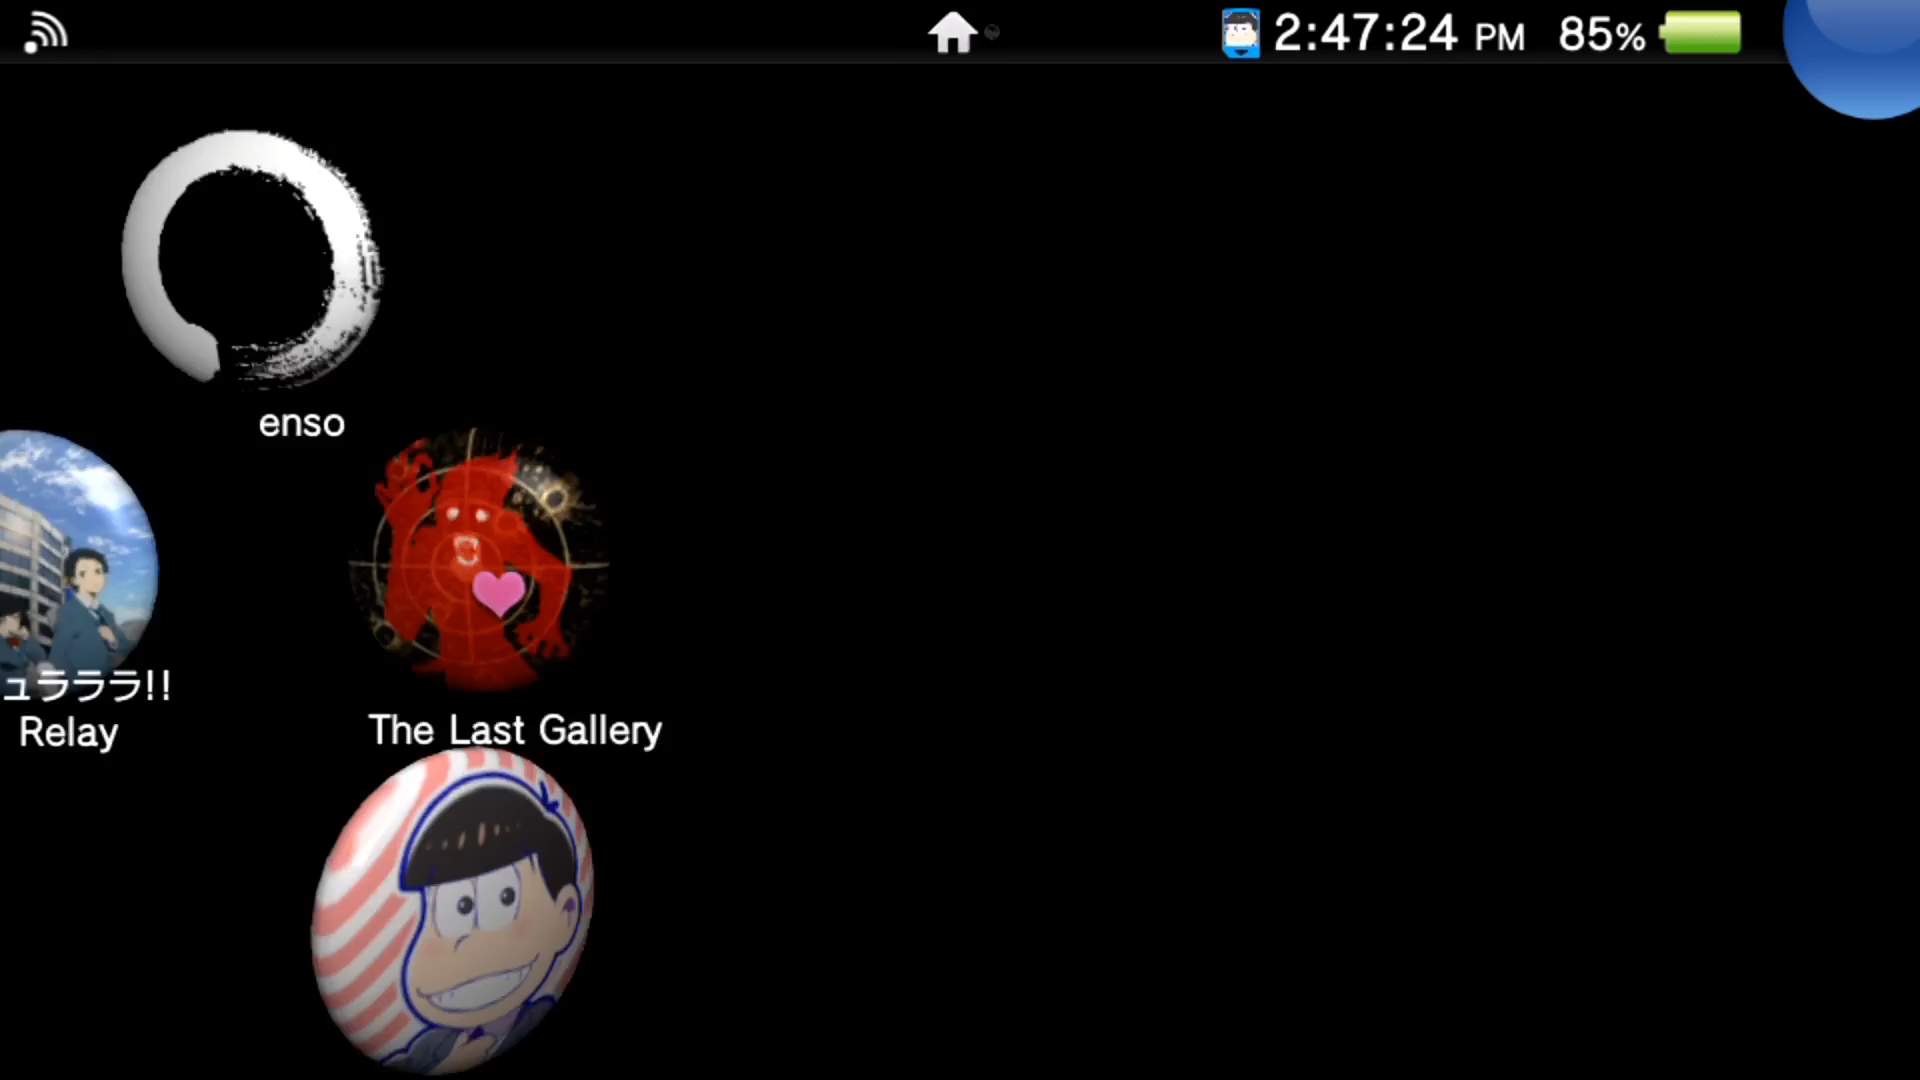 2:47:24 PM 85%
enso
ュラララ!!
Relay
The Last Gallery